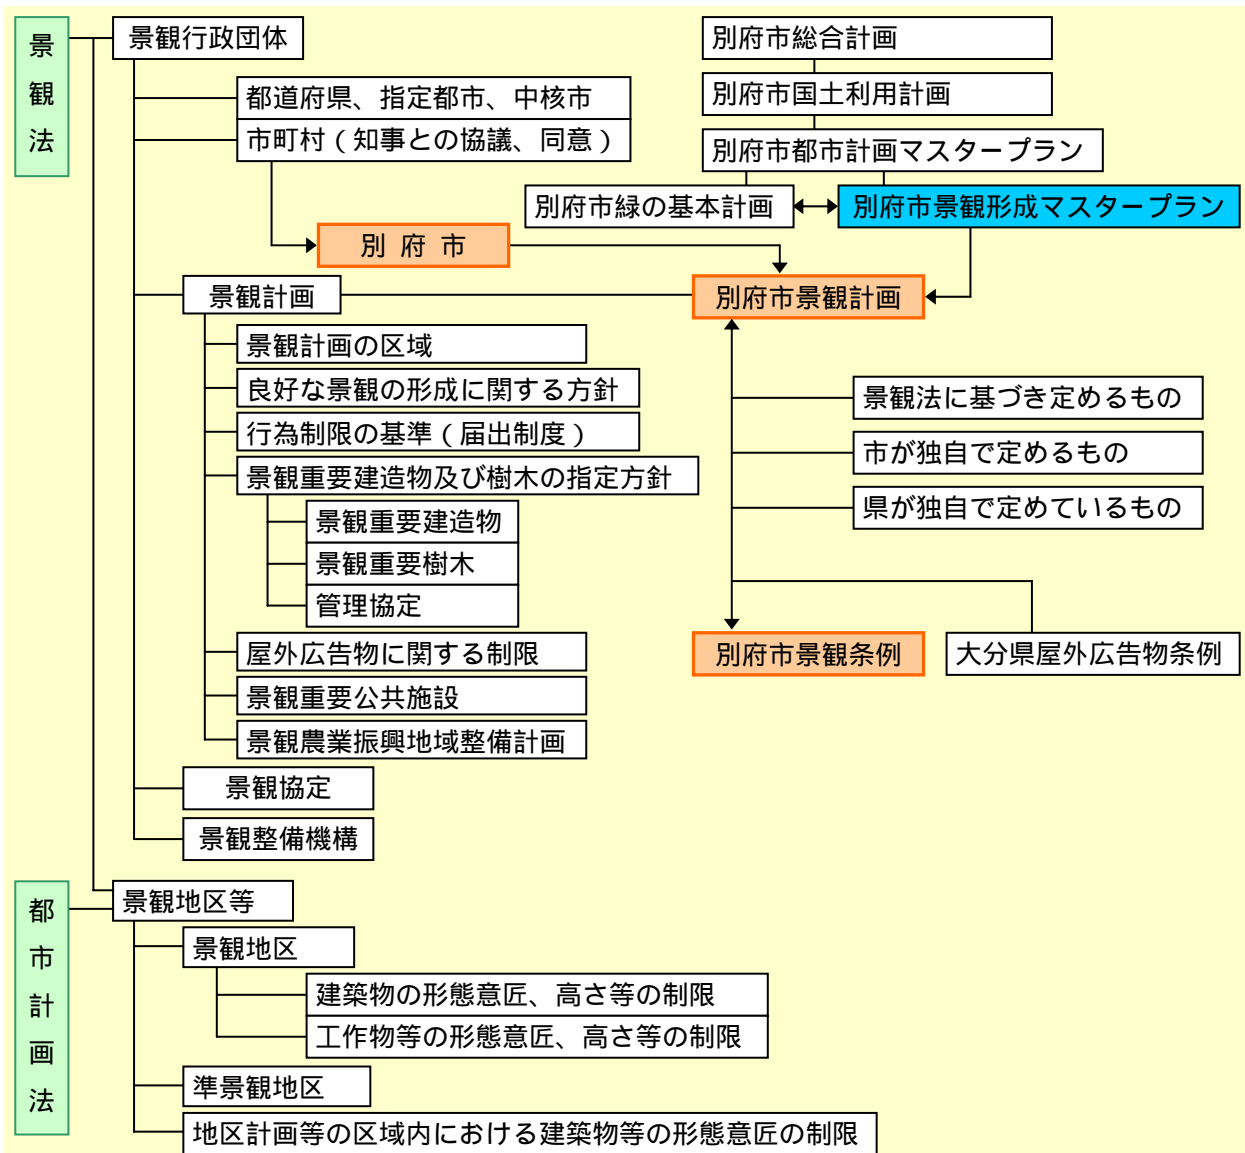 景観法
景観行政団体
都道府県、指定都市、中核市
市町村（知事との協議、同意）
別府市総合計画
別府市国土利用計画
別府市都市計画マスタープラン
別府市緑の基本計画
別府市景観形成マスタープラン
別府市
景観計画
別府市景観計画
景観計画の区域
良好な景観の形成に関する方針
行為制限の基準（届出制度）
景観重要建造物及び樹木の指定方針
景観重要建造物
景観重要樹木
管理協定
屋外広告物に関する制限
景観重要公共施設
景観農業振興地域整備計画
景観法に基づき定めるもの
市が独自で定めるもの
県が独自で定めているもの
別府市景観条例
大分県屋外広告物条例
景観協定
景観整備機構
都市計画法
景観地区等
景観地区
建築物の形態意匠、高さ等の制限
工作物等の形態意匠、高さ等の制限
準景観地区
地区計画等の区域内における建築物等の形態意匠の制限